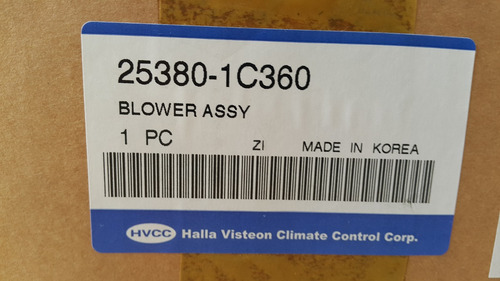 25380-1C360
BLOWER ASSY
1 PC ZI MADE IN KOREA
HVCC Halla Visteon Climate Control Corp.